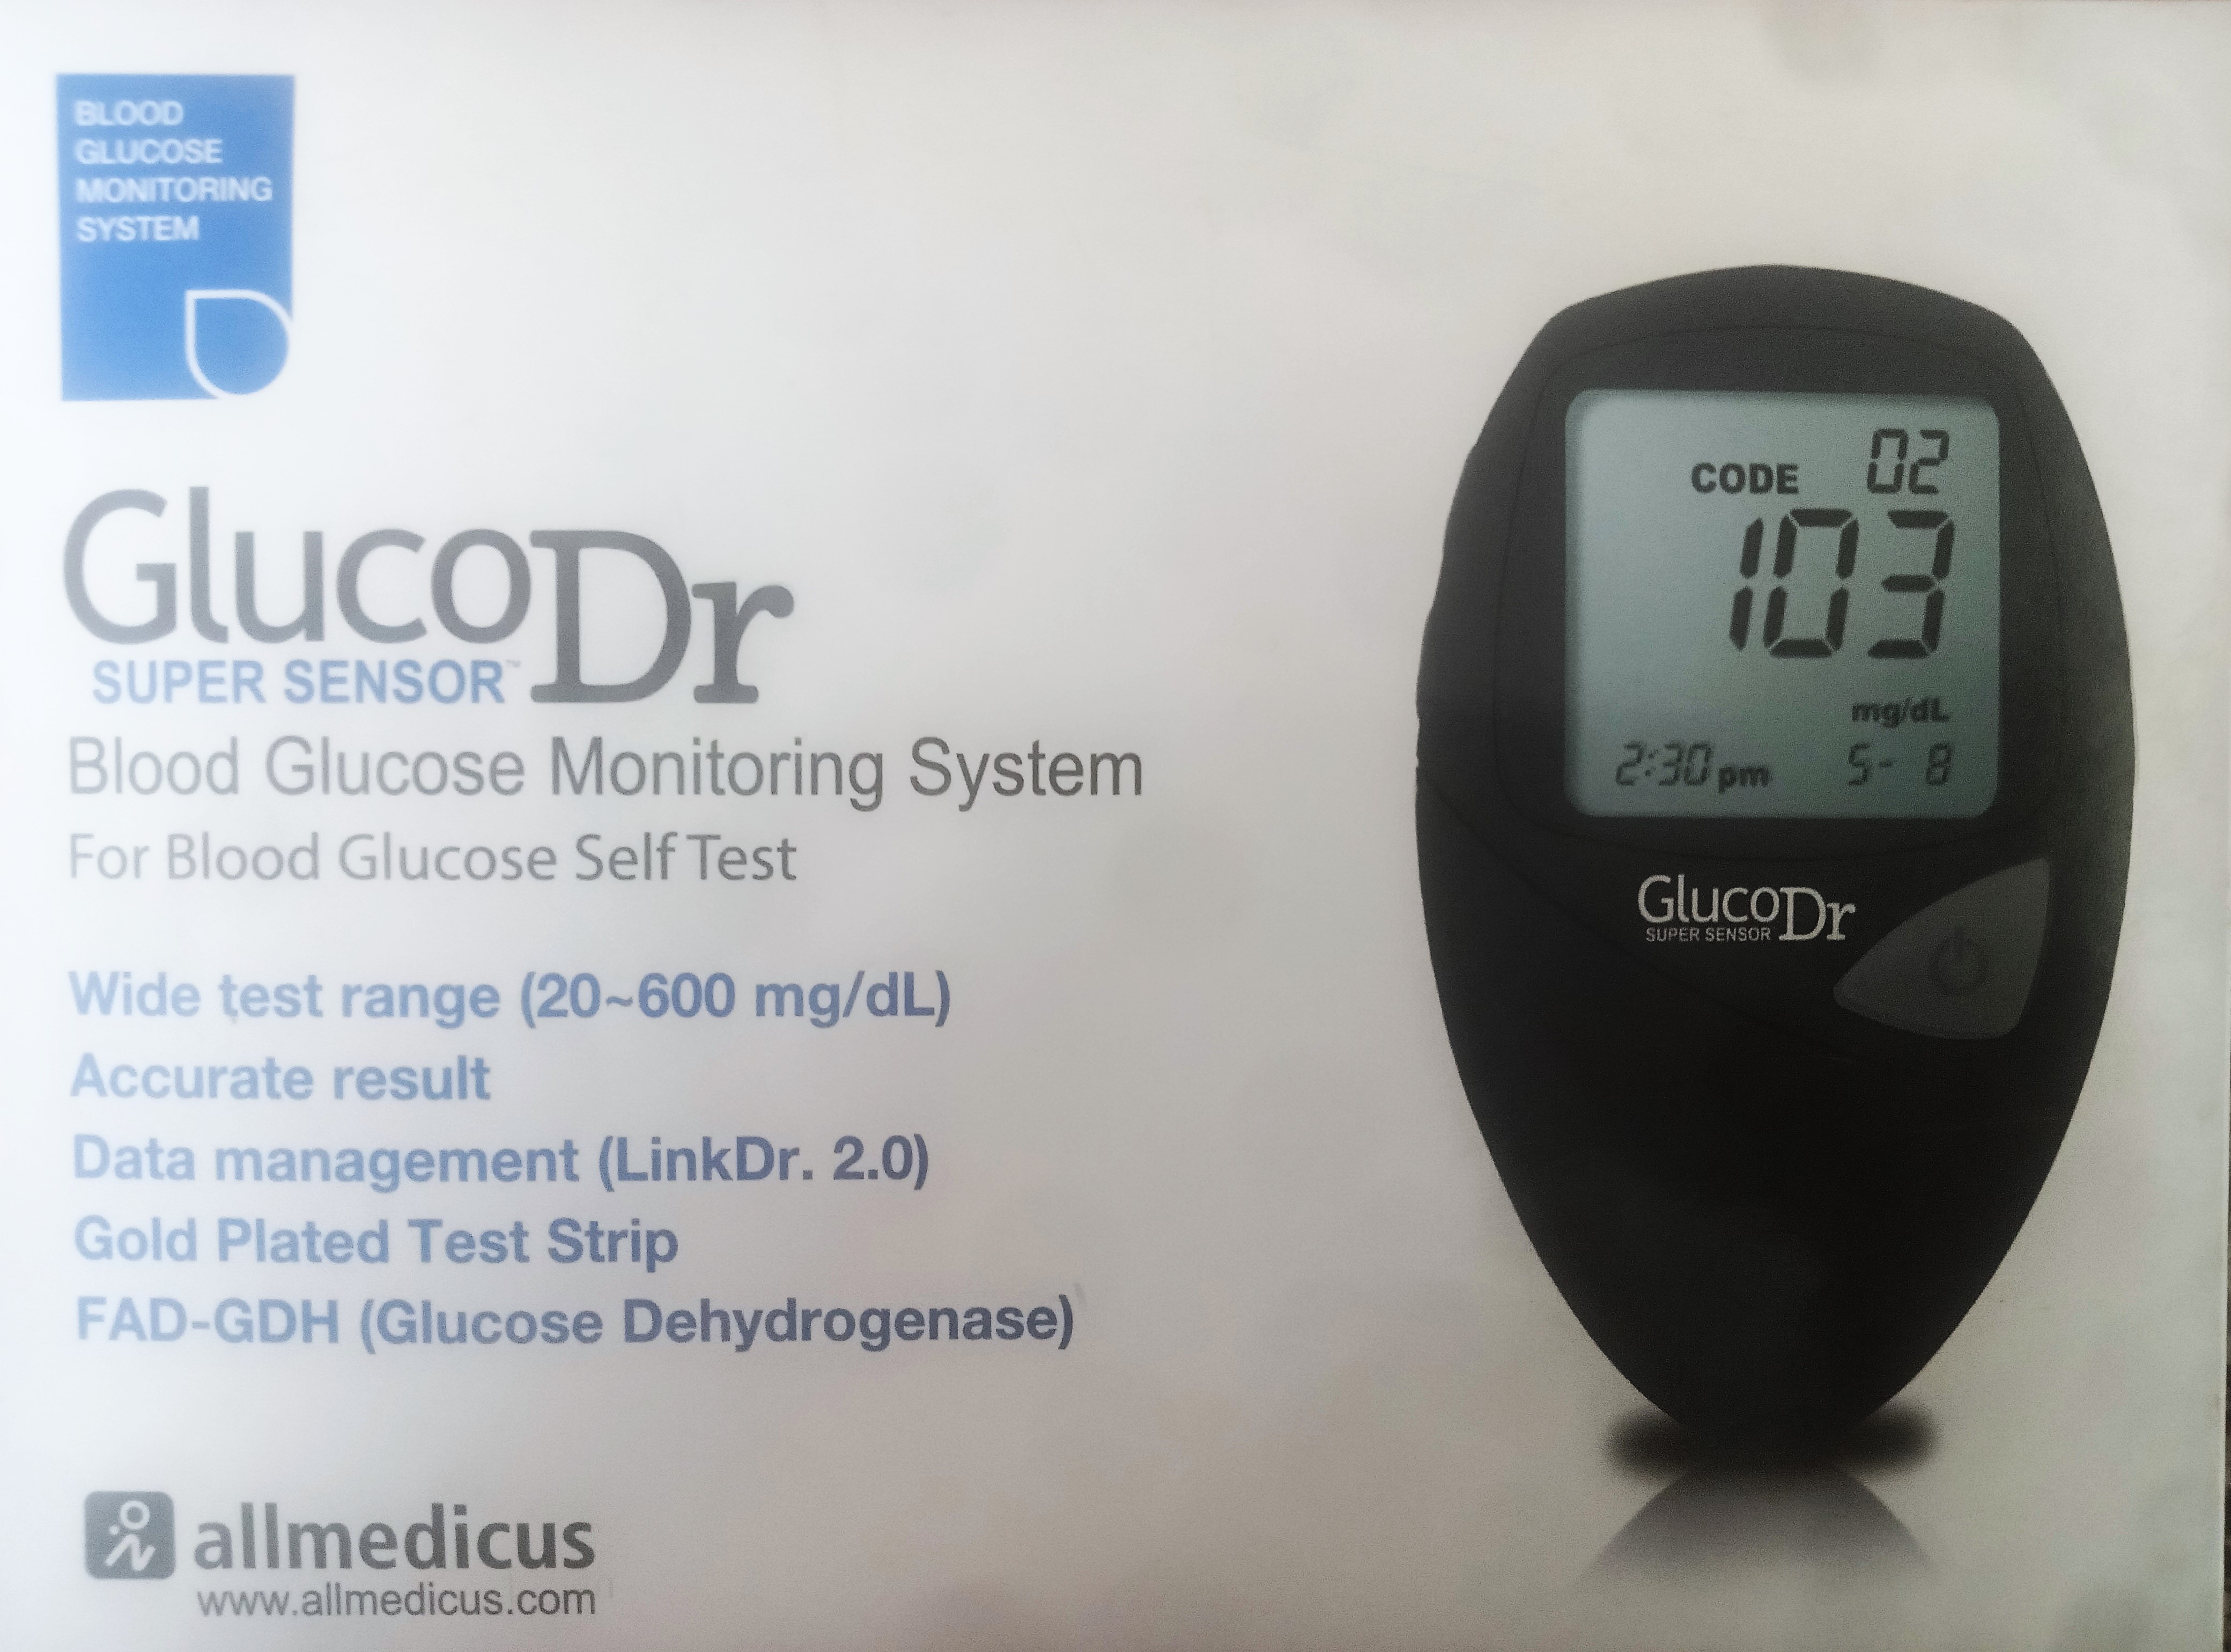 BLOOD
GLUCOSE
MONITORING
SYSTEM
GlucoDr
SUPER SENSOR™
Blood Glucose Monitoring System
For Blood Glucose Self Test
Wide test range (20~600 mg/dL)
Accurate result
Data management (LinkDr. 2.0)
Gold Plated Test Strip
FAD-GDH (Glucose Dehydrogenase)
allmedicus
www.allmedicus.com
CODE 02
103
mg/dL
2:30 pm 5- 8
GlucoDr
SUPER SENSOR